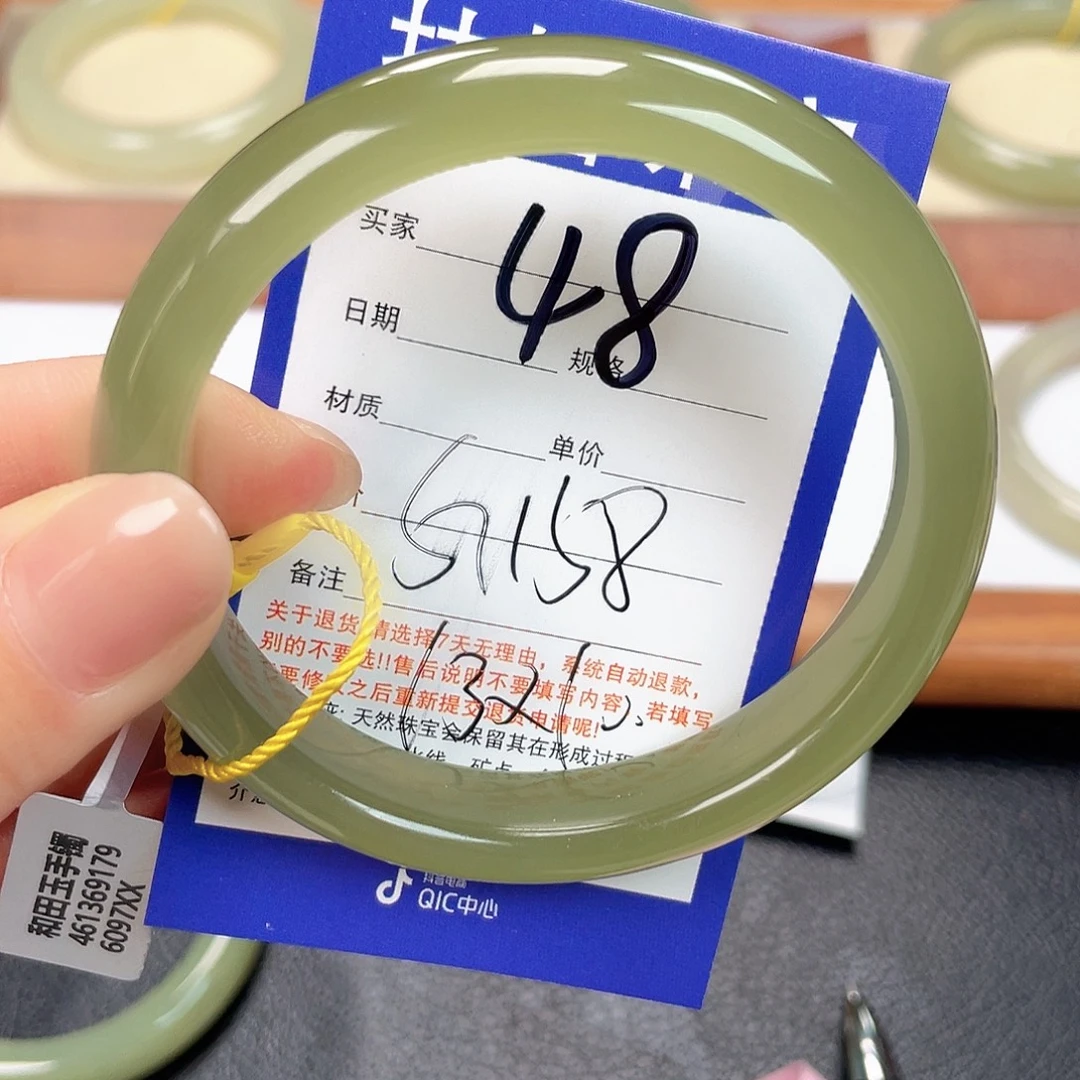 买家
48
日期
规格
材质
单价
5158
备注
关于退货请选择7天无理由，系统自动退款，
别的不要选!!售后说明不要填写内容，若填写
要修改之后重新提交退货申请呢!
1321
天然珠宝会保留其在形成过程
矿点
QIC中心
和田玉手镯
461369179
6097XX